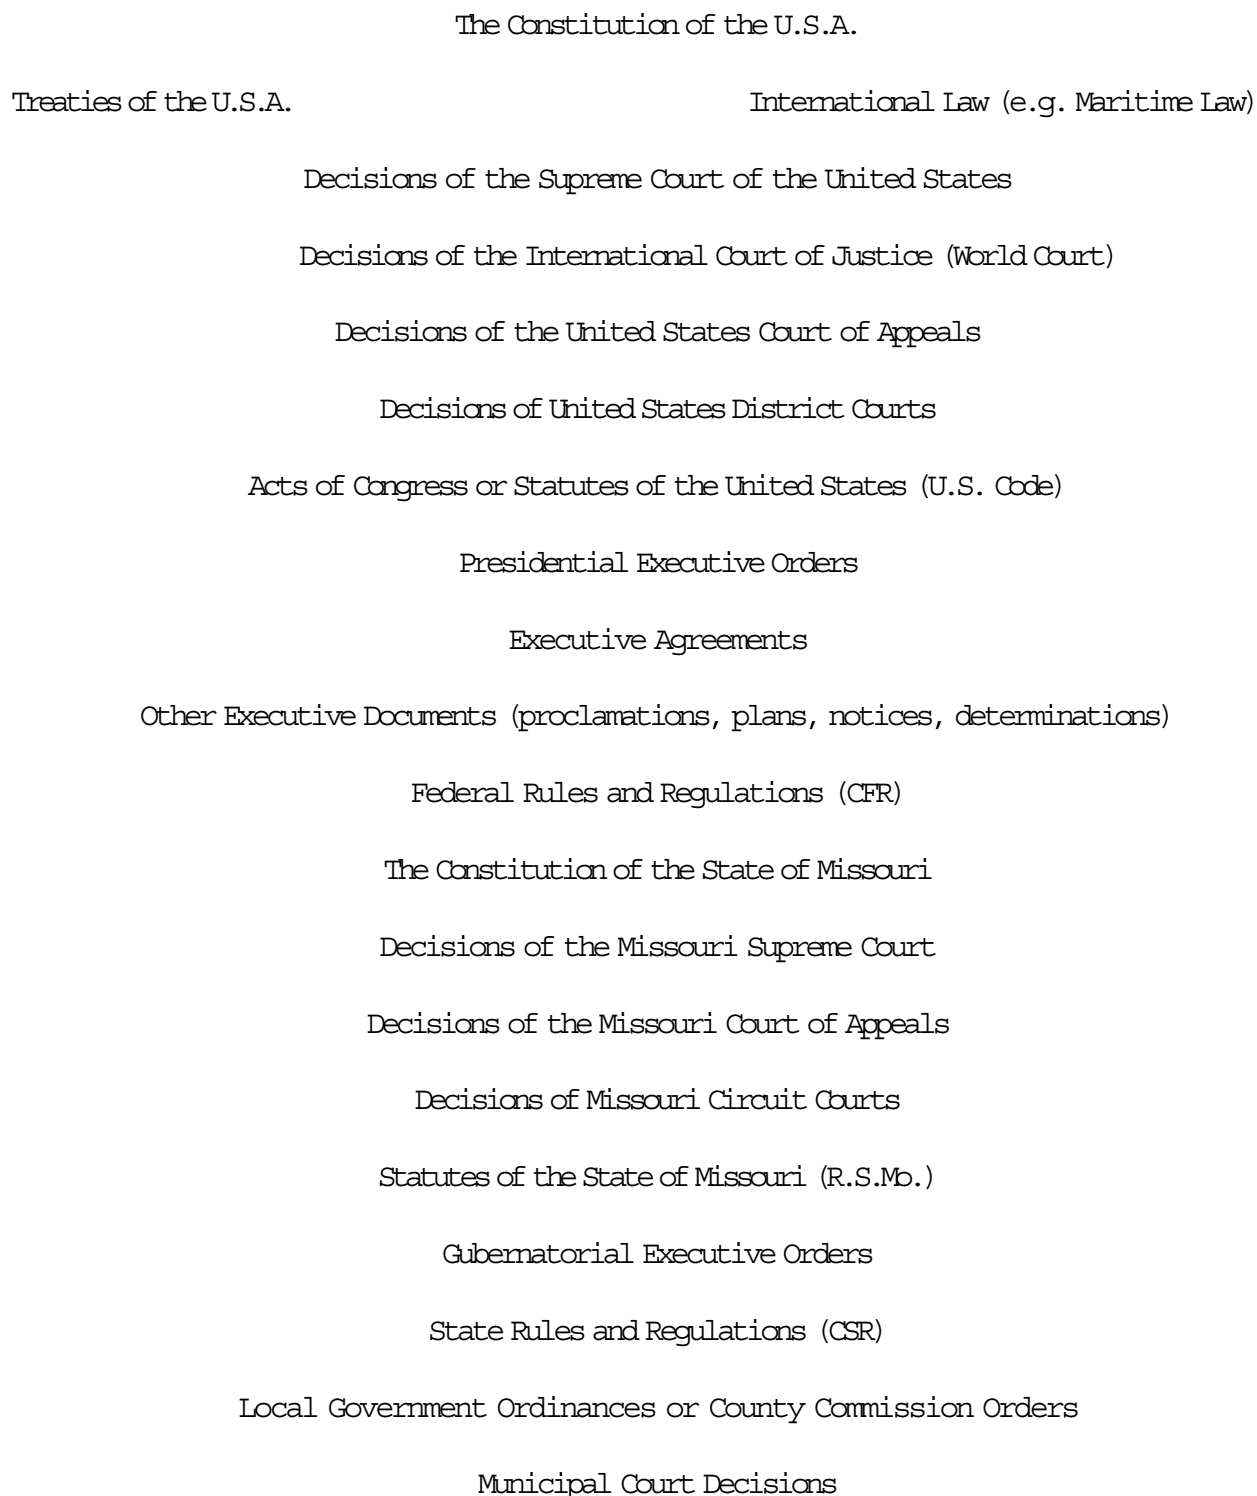 The Constitution of the U.S.A.
Treaties of the U.S.A. International Law (e.g. Maritime Law)
Decisions of the Supreme Court of the United States
Decisions of the International Court of Justice (World Court)
Decisions of the United States Court of Appeals
Decisions of United States District Courts
Acts of Congress or Statutes of the United States (U.S. Code)
Presidential Executive Orders
Executive Agreements
Other Executive Documents (proclamations, plans, notices, determinations)
Federal Rules and Regulations (CFR)
The Constitution of the State of Missouri
Decisions of the Missouri Supreme Court
Decisions of the Missouri Court of Appeals
Decisions of Missouri Circuit Courts
Statutes of the State of Missouri (R.S.Mo.)
Gubernatorial Executive Orders
State Rules and Regulations (CSR)
Local Government Ordinances or County Commission Orders
Municipal Court Decisions